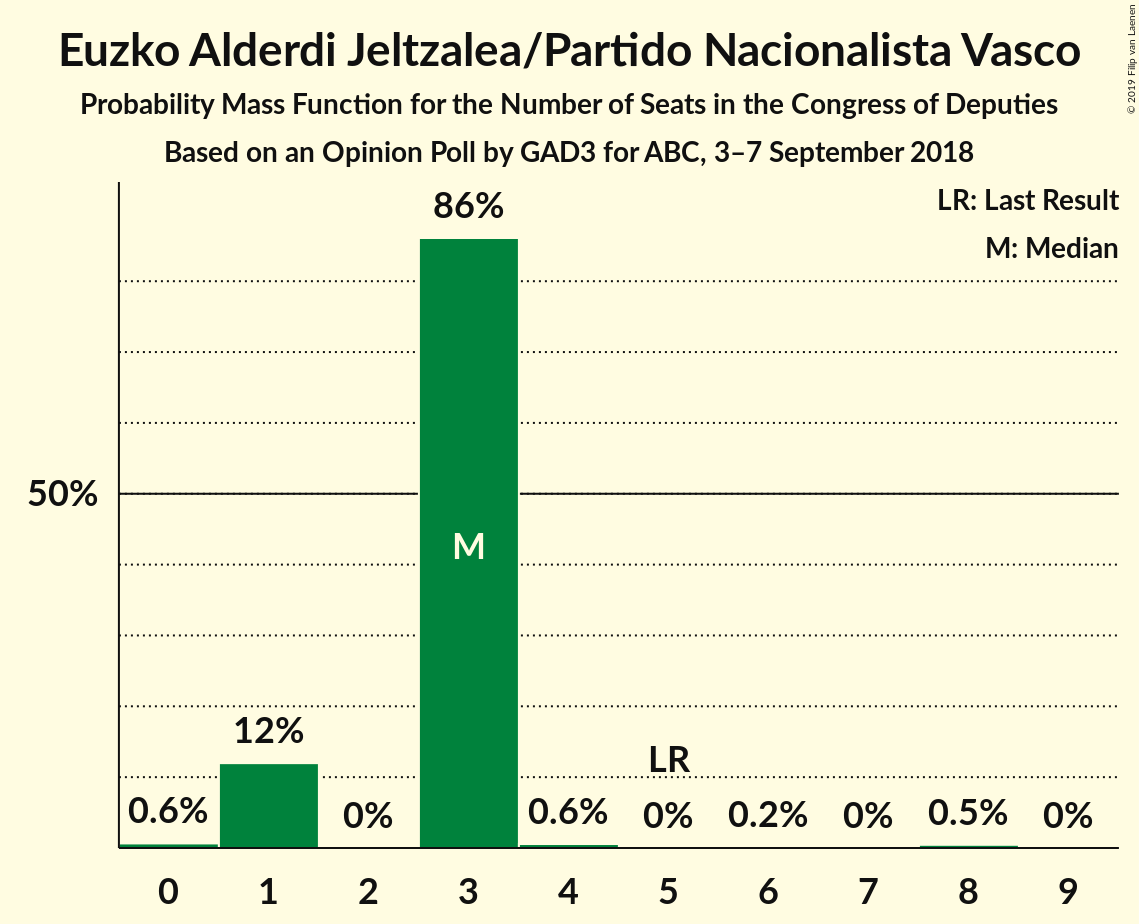 Euzko Alderdi Jeltzalea/Partido Nacionalista Vasco
Probability Mass Function for the Number of Seats in the Congress of Deputies
Based on an Opinion Poll by GAD3 for ABC, 3–7 September 2018
© 2019 Filip van Laenen
LR: Last Result
M: Median
86%
50%
M
12%
LR
0.6%
0%
0.6%
0%
0.2%
0%
0.5%
0%
0 1 2 3 4 5 6 7 8 9